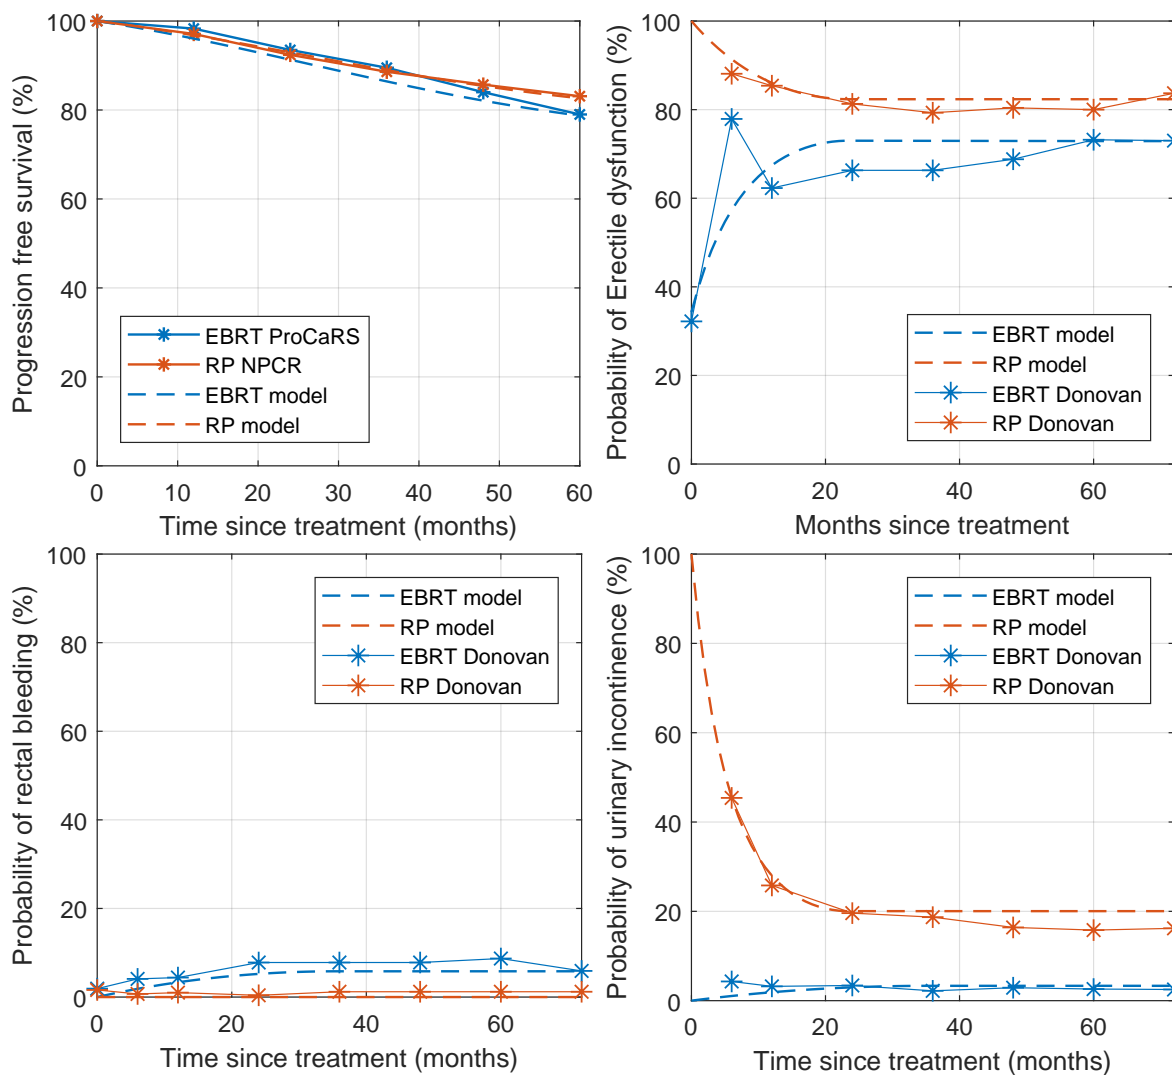 100
80
60
40
20
0
Progression free survival (%)
EBRT ProCaRS
RP NPCR
EBRT model
RP model
0
10
20
30
40
50
60
Time since treatment (months)
100
80
60
40
20
0
Probability of Erectile dysfunction (%)
EBRT model
RP model
EBRT Donovan
RP Donovan
0
20
40
60
Months since treatment
100
80
60
40
20
0
Probability of rectal bleeding (%)
EBRT model
RP model
EBRT Donovan
RP Donovan
0
20
40
60
Time since treatment (months)
100
80
60
40
20
0
Probability of urinary incontinence (%)
EBRT model
RP model
EBRT Donovan
RP Donovan
0
20
40
60
Time since treatment (months)